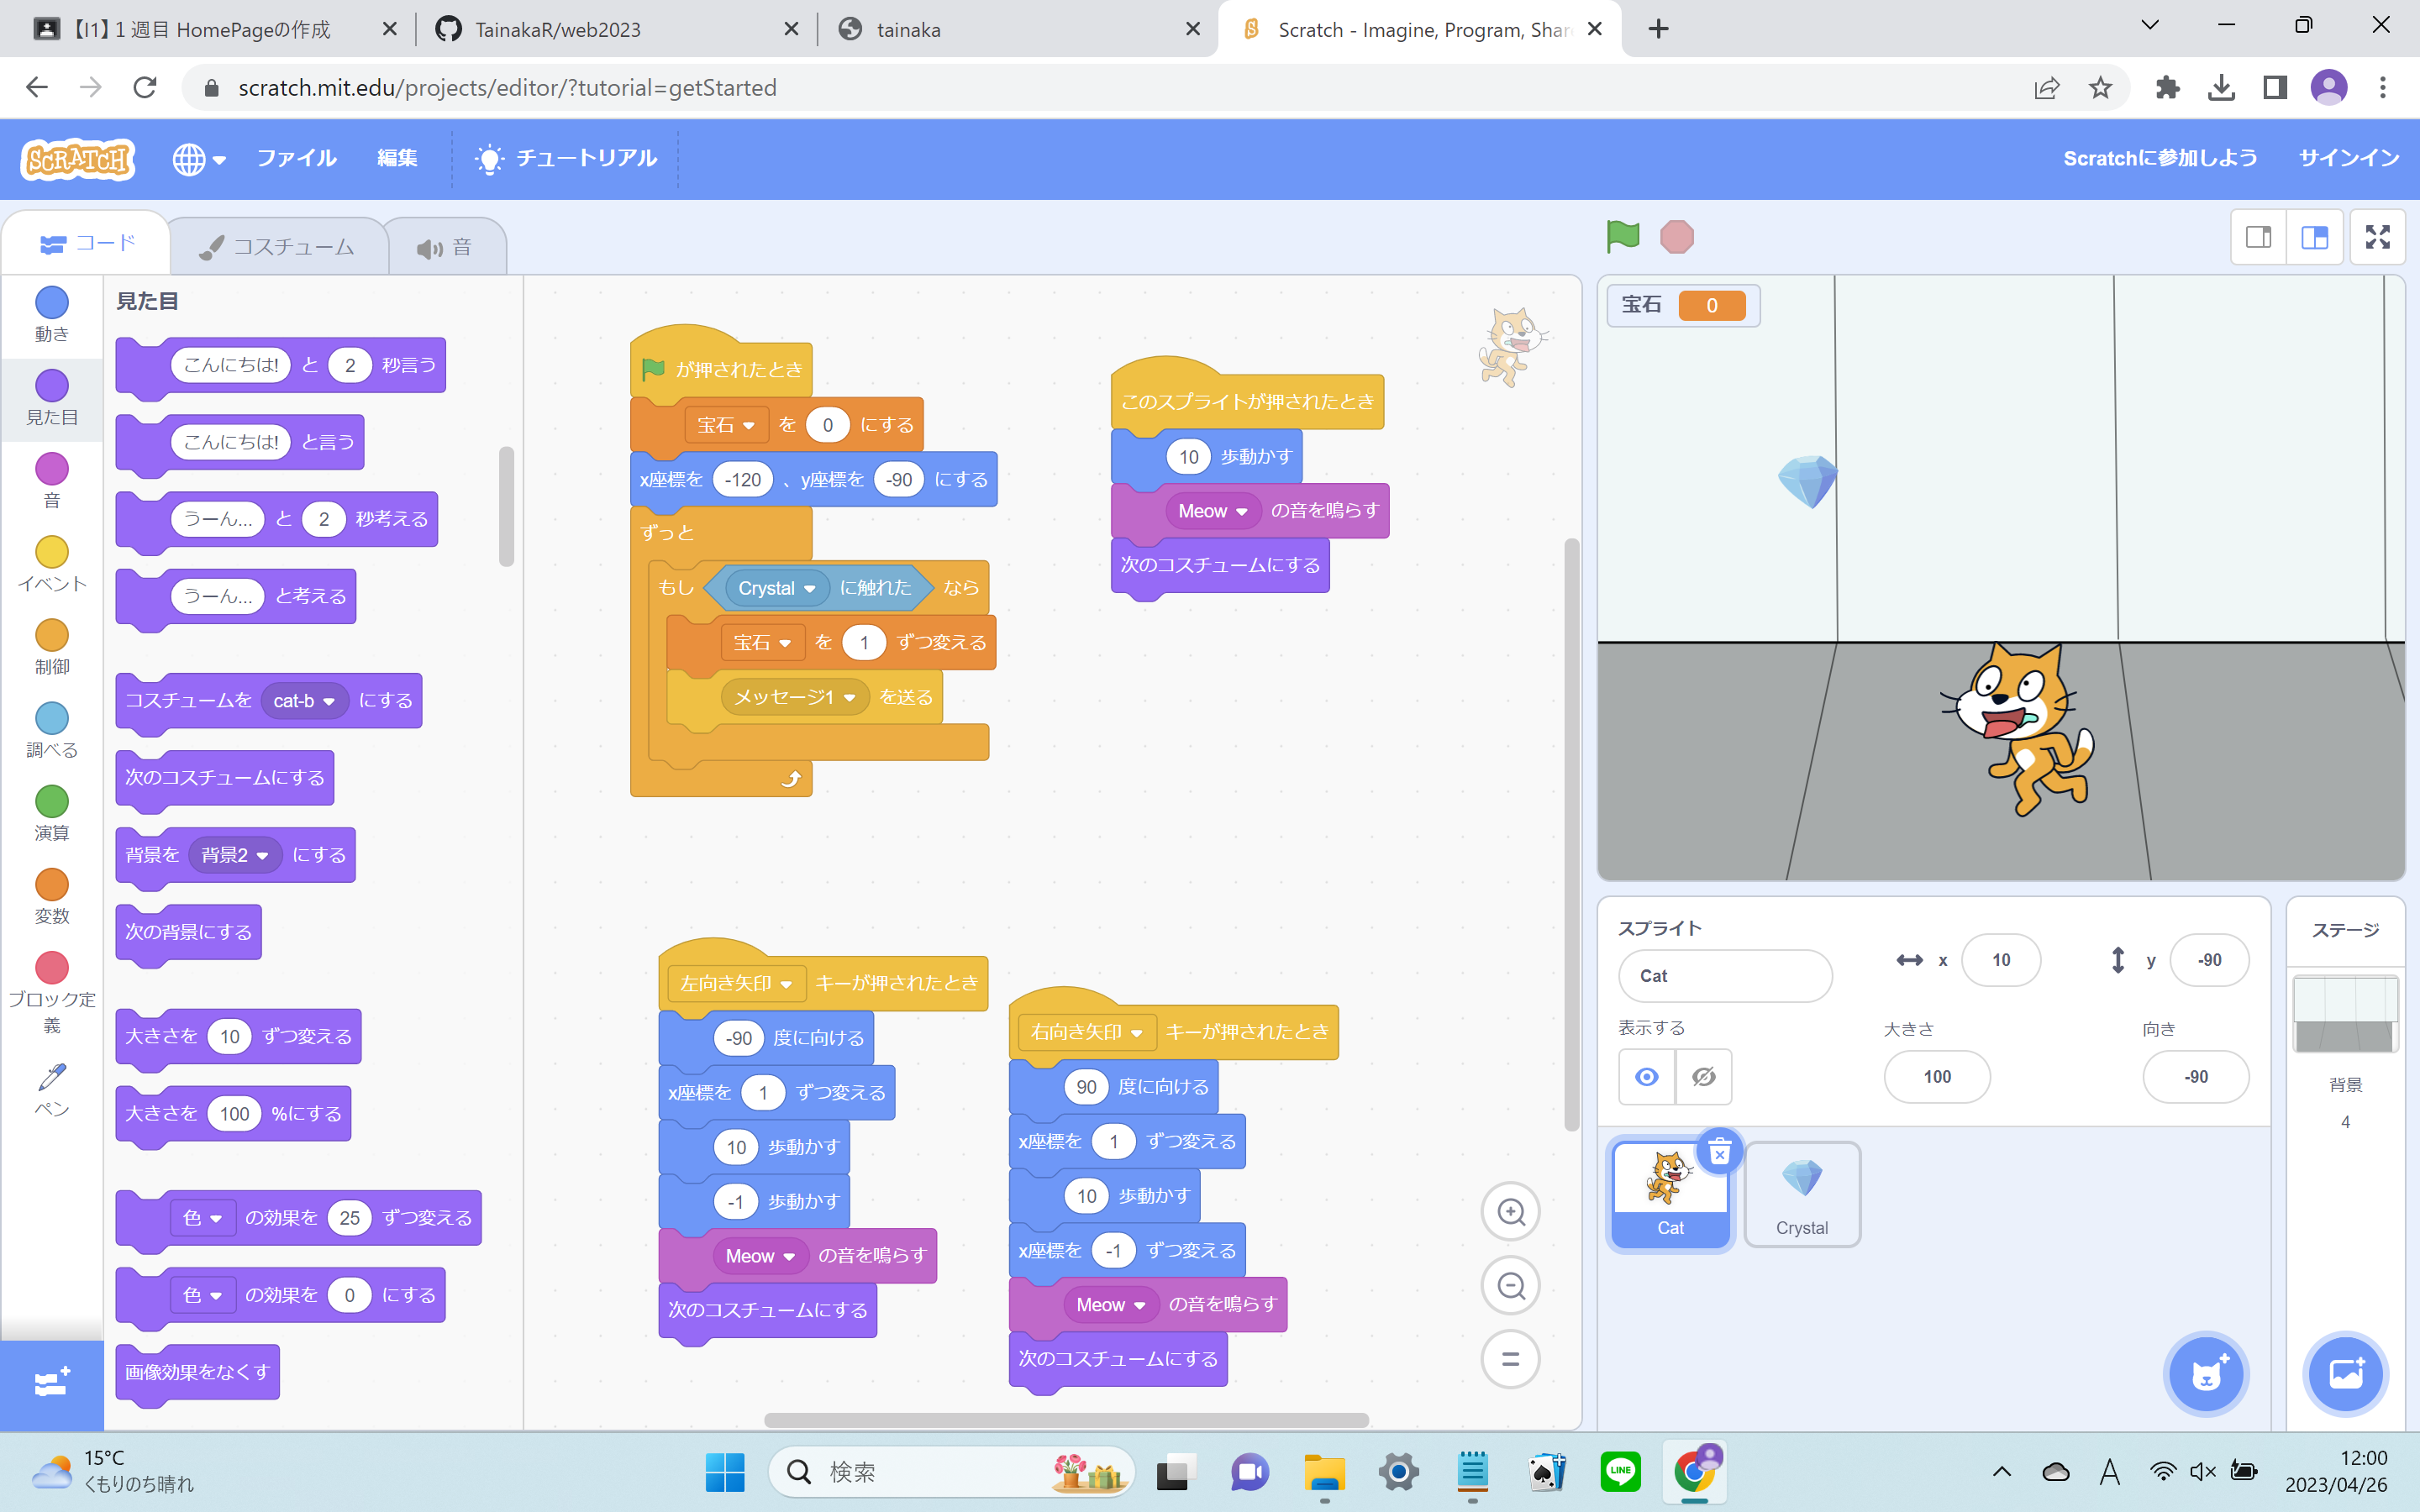 【I1】1 週目 HomePageの作成
TainakaR/web2023
tainaka
Scratch - Imagine, Program, Shar
scratch.mit.edu/projects/editor/?tutorial=getStarted
SCRATCH
ファイル
編集
チュートリアル
Scratchに参加しよう
サインイン
コード
コスチューム
音
動き
見た目
音
イベント
制御
調べる
演算
変数
ブロック定
義
ペン
見た目
こんにちは! と 2 秒言う
こんにちは! と言う
うーん... と 2 秒考える
うーん... と考える
コスチュームを cat-b にする
次のコスチュームにする
背景を 背景2 にする
次の背景にする
大きさを 10 ずつ変える
大きさを 100 %にする
色 の効果を 25 ずつ変える
色 の効果を 0 にする
画像効果をなくす
が押されたとき
宝石 を 0 にする
x座標を -120 、y座標を -90 にする
ずっと
もし Crystal に触れた なら
宝石 を 1 ずつ変える
メッセージ1 を送る
このスプライトが押されたとき
10 歩動かす
Meow の音を鳴らす
次のコスチュームにする
左向き矢印 キーが押されたとき
-90 度に向ける
x座標を 1 ずつ変える
10 歩動かす
-1 歩動かす
Meow の音を鳴らす
次のコスチュームにする
右向き矢印 キーが押されたとき
90 度に向ける
x座標を 1 ずつ変える
10 歩動かす
x座標を -1 ずつ変える
Meow の音を鳴らす
次のコスチュームにする
宝石 0
スプライト
Cat
x 10
y -90
表示する
大きさ
100
向き
-90
Cat
Crystal
ステージ
背景
4
15°C
くもりのち晴れ
検索
LINE
A
12:00
2023/04/26